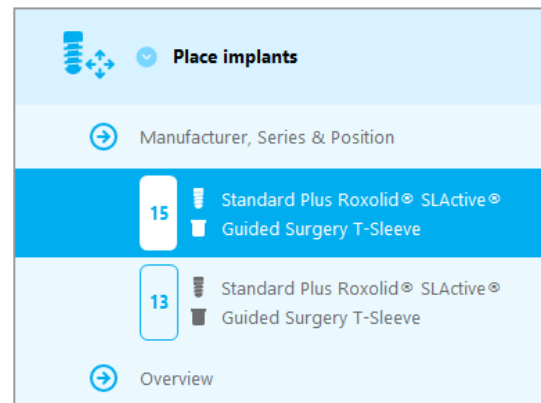 Place implants
Manufacturer, Series & Position
15
Standard Plus Roxolid® SLActive®
Guided Surgery T-Sleeve
13
Standard Plus Roxolid® SLActive®
Guided Surgery T-Sleeve
Overview